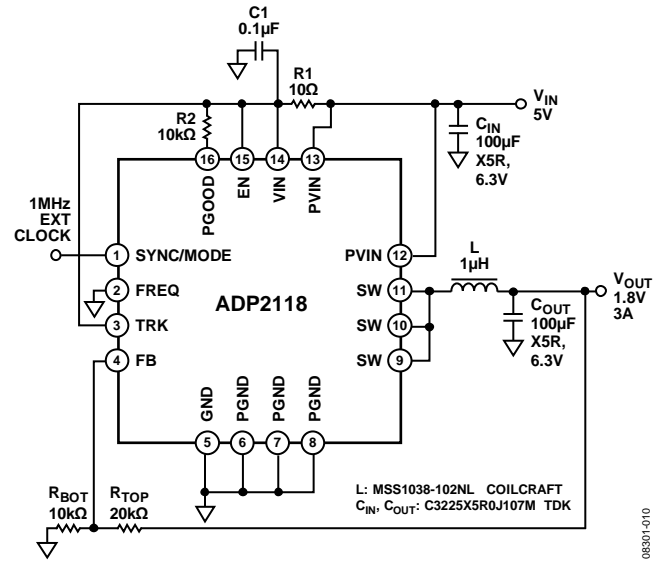 C1
0.1µF
R1
10Ω
R2
10kΩ
VIN
5V
CIN
100µF
X5R,
6.3V
16
15
14
13
PGOOD
EN
VIN
PVIN
1MHz
EXT
CLOCK
1 SYNC/MODE
2 FREQ
3 TRK
4 FB
ADP2118
PVIN 12
SW 11
SW 10
SW 9
L
1µH
VOUT
1.8V
3A
COUT
100µF
X5R,
6.3V
GND
PGND
PGND
PGND
5
6
7
8
RBOT
10kΩ
RTOP
20kΩ
L: MSS1038-102NL COILCRAFT
CIN, COUT: C3225X5R0J107M TDK
08301-010